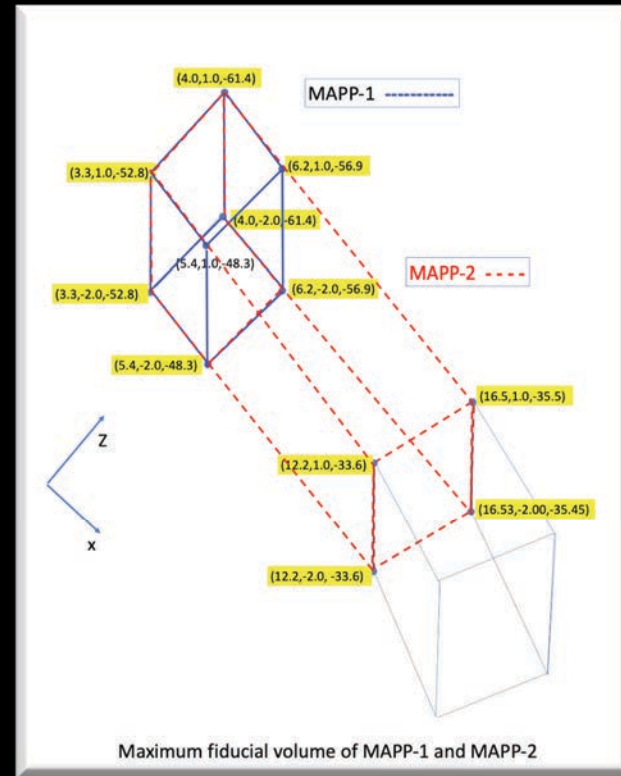 (4.0,1.0,-61.4)
MAPP-1
(3.3,1.0,-52.8)
(6.2,1.0,-56.9
(4.0,-2.0,-61.4)
(5.4,1.0,-48.3)
MAPP-2
(3.3,-2.0,-52.8)
(6.2,-2.0,-56.9)
(5.4,-2.0,-48.3)
(16.5,1.0,-35.5)
Z
(12.2,1.0,-33.6)
(16.53,-2.00,-35.45)
x
(12.2,-2.0, -33.6)
Maximum fiducial volume of MAPP-1 and MAPP-2